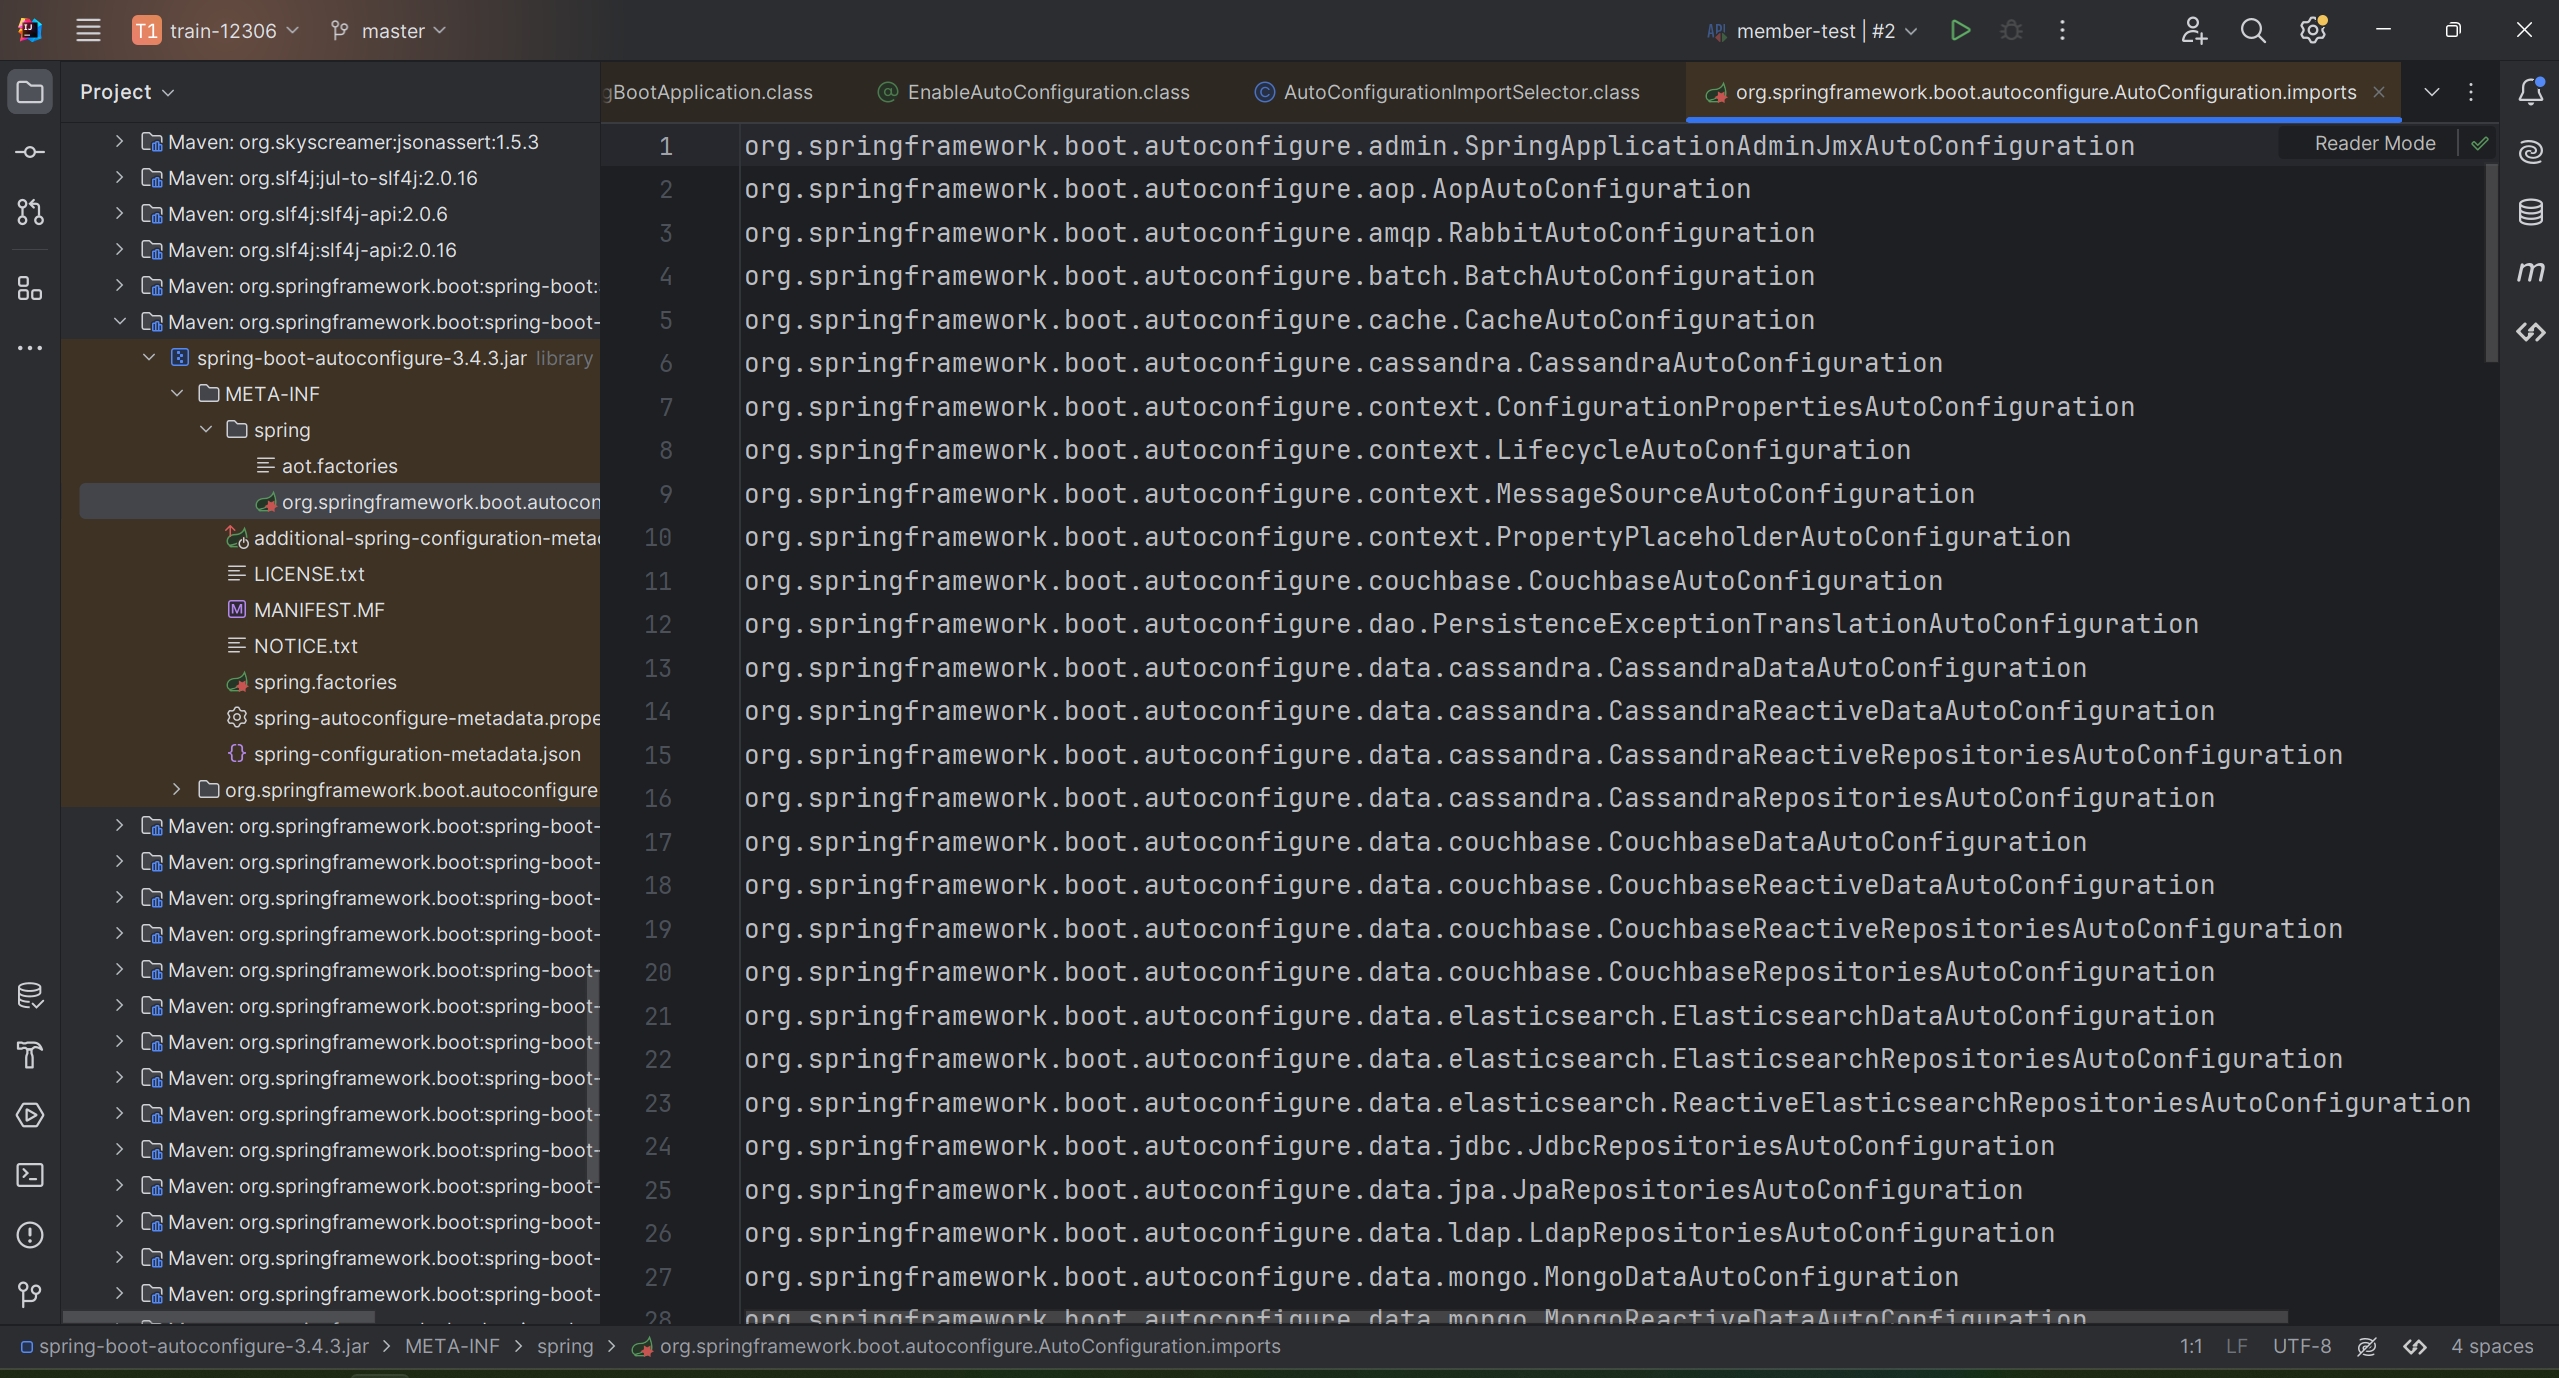 T1 train-12306 master member-test | #2
Project
gBootApplication.class EnableAutoConfiguration.class AutoConfigurationImportSelector.class org.springframework.boot.autoconfigure.AutoConfiguration.imports
Reader Mode
Maven: org.skyscreamer:jsonassert:1.5.3
Maven: org.slf4j:jul-to-slf4j:2.0.16
Maven: org.slf4j:slf4j-api:2.0.6
Maven: org.slf4j:slf4j-api:2.0.16
Maven: org.springframework.boot:spring-boot:
Maven: org.springframework.boot:spring-boot-
spring-boot-autoconfigure-3.4.3.jar library
META-INF
spring
aot.factories
org.springframework.boot.autocon
additional-spring-configuration-metad
LICENSE.txt
MANIFEST.MF
NOTICE.txt
spring.factories
spring-autoconfigure-metadata.prope
spring-configuration-metadata.json
org.springframework.boot.autoconfigure
Maven: org.springframework.boot:spring-boot-
Maven: org.springframework.boot:spring-boot-
Maven: org.springframework.boot:spring-boot-
Maven: org.springframework.boot:spring-boot-
Maven: org.springframework.boot:spring-boot-
Maven: org.springframework.boot:spring-boot-
Maven: org.springframework.boot:spring-boot-
Maven: org.springframework.boot:spring-boot-
Maven: org.springframework.boot:spring-boot-
Maven: org.springframework.boot:spring-boot-
Maven: org.springframework.boot:spring-boot-
Maven: org.springframework.boot:spring-boot-
Maven: org.springframework.boot:spring-boot-
Maven: org.springframework.boot:spring-boot-
1 org.springframework.boot.autoconfigure.admin.SpringApplicationAdminJmxAutoConfiguration
2 org.springframework.boot.autoconfigure.aop.AopAutoConfiguration
3 org.springframework.boot.autoconfigure.amqp.RabbitAutoConfiguration
4 org.springframework.boot.autoconfigure.batch.BatchAutoConfiguration
5 org.springframework.boot.autoconfigure.cache.CacheAutoConfiguration
6 org.springframework.boot.autoconfigure.cassandra.CassandraAutoConfiguration
7 org.springframework.boot.autoconfigure.context.ConfigurationPropertiesAutoConfiguration
8 org.springframework.boot.autoconfigure.context.LifecycleAutoConfiguration
9 org.springframework.boot.autoconfigure.context.MessageSourceAutoConfiguration
10 org.springframework.boot.autoconfigure.context.PropertyPlaceholderAutoConfiguration
11 org.springframework.boot.autoconfigure.couchbase.CouchbaseAutoConfiguration
12 org.springframework.boot.autoconfigure.dao.PersistenceExceptionTranslationAutoConfiguration
13 org.springframework.boot.autoconfigure.data.cassandra.CassandraDataAutoConfiguration
14 org.springframework.boot.autoconfigure.data.cassandra.CassandraReactiveDataAutoConfiguration
15 org.springframework.boot.autoconfigure.data.cassandra.CassandraReactiveRepositoriesAutoConfiguration
16 org.springframework.boot.autoconfigure.data.cassandra.CassandraRepositoriesAutoConfiguration
17 org.springframework.boot.autoconfigure.data.couchbase.CouchbaseDataAutoConfiguration
18 org.springframework.boot.autoconfigure.data.couchbase.CouchbaseReactiveDataAutoConfiguration
19 org.springframework.boot.autoconfigure.data.couchbase.CouchbaseReactiveRepositoriesAutoConfiguration
20 org.springframework.boot.autoconfigure.data.couchbase.CouchbaseRepositoriesAutoConfiguration
21 org.springframework.boot.autoconfigure.data.elasticsearch.ElasticsearchDataAutoConfiguration
22 org.springframework.boot.autoconfigure.data.elasticsearch.ElasticsearchRepositoriesAutoConfiguration
23 org.springframework.boot.autoconfigure.data.elasticsearch.ReactiveElasticsearchRepositoriesAutoConfiguration
24 org.springframework.boot.autoconfigure.data.jdbc.JdbcRepositoriesAutoConfiguration
25 org.springframework.boot.autoconfigure.data.jpa.JpaRepositoriesAutoConfiguration
26 org.springframework.boot.autoconfigure.data.ldap.LdapRepositoriesAutoConfiguration
27 org.springframework.boot.autoconfigure.data.mongo.MongoDataAutoConfiguration
28 org.springframework.boot.autoconfigure.data.mongo.MongoReactiveDataAutoConfiguration
spring-boot-autoconfigure-3.4.3.jar META-INF spring org.springframework.boot.autoconfigure.AutoConfiguration.imports 1:1 LF UTF-8 4 spaces